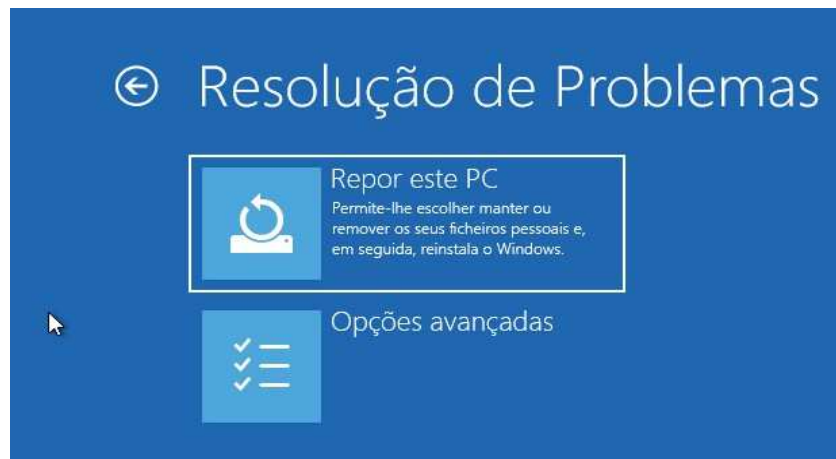 Resolução de Problemas
Repor este PC
Permite-lhe escolher manter ou
remover os seus ficheiros pessoais e,
em seguida, reinstala o Windows.
Opções avançadas